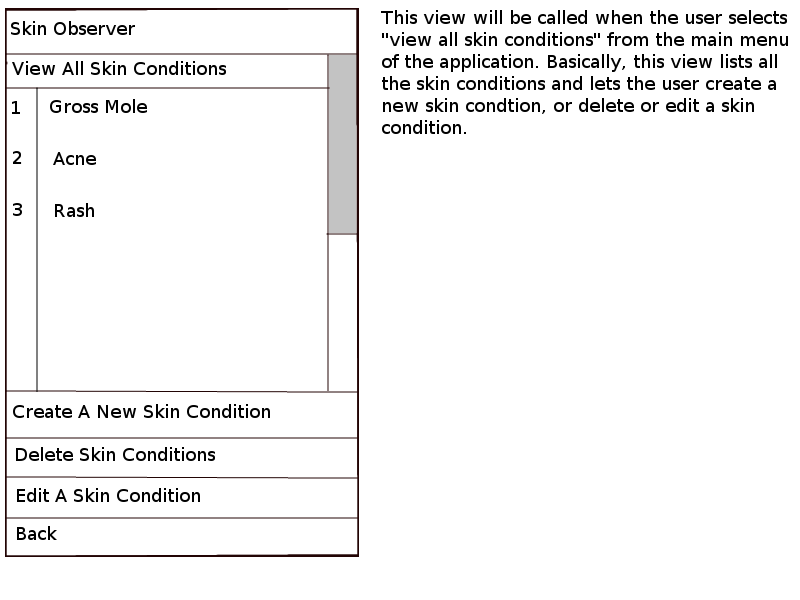 Skin Observer
View All Skin Conditions
1 Gross Mole
2 Acne
3 Rash
Create A New Skin Condition
Delete Skin Conditions
Edit A Skin Condition
Back
This view will be called when the user selects
"view all skin conditions" from the main menu
of the application. Basically, this view lists all
the skin conditions and lets the user create a
new skin condtion, or delete or edit a skin
condition.